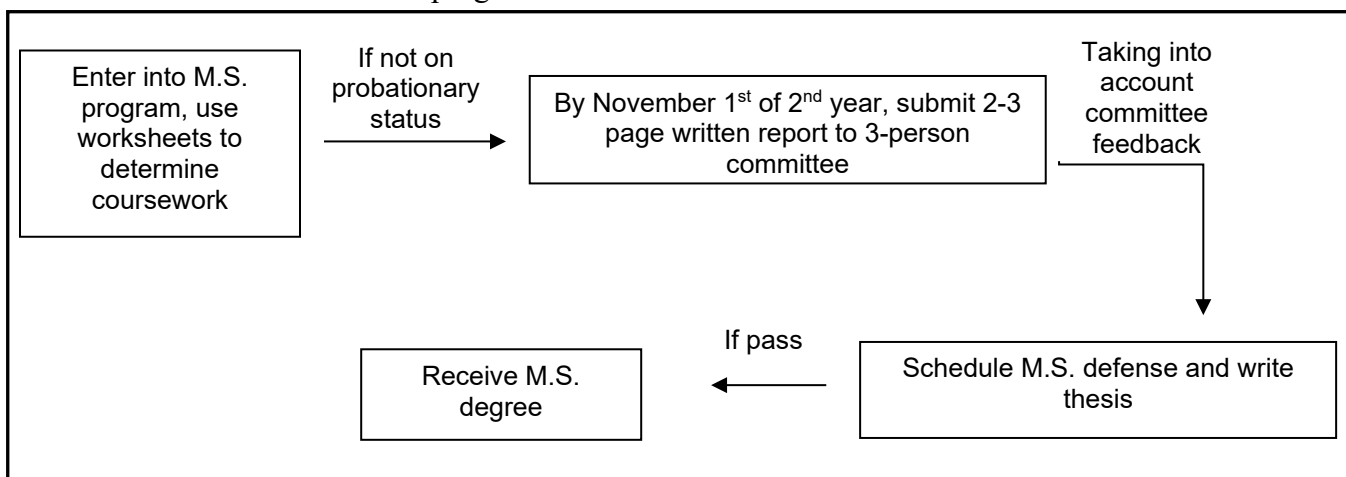 Enter into M.S.
program, use
worksheets to
determine
coursework
If not on
probationary
status
By November 1st of 2nd year, submit 2-3
page written report to 3-person
committee
Taking into
account
committee
feedback
Schedule M.S. defense and write
thesis
If pass
Receive M.S.
degree